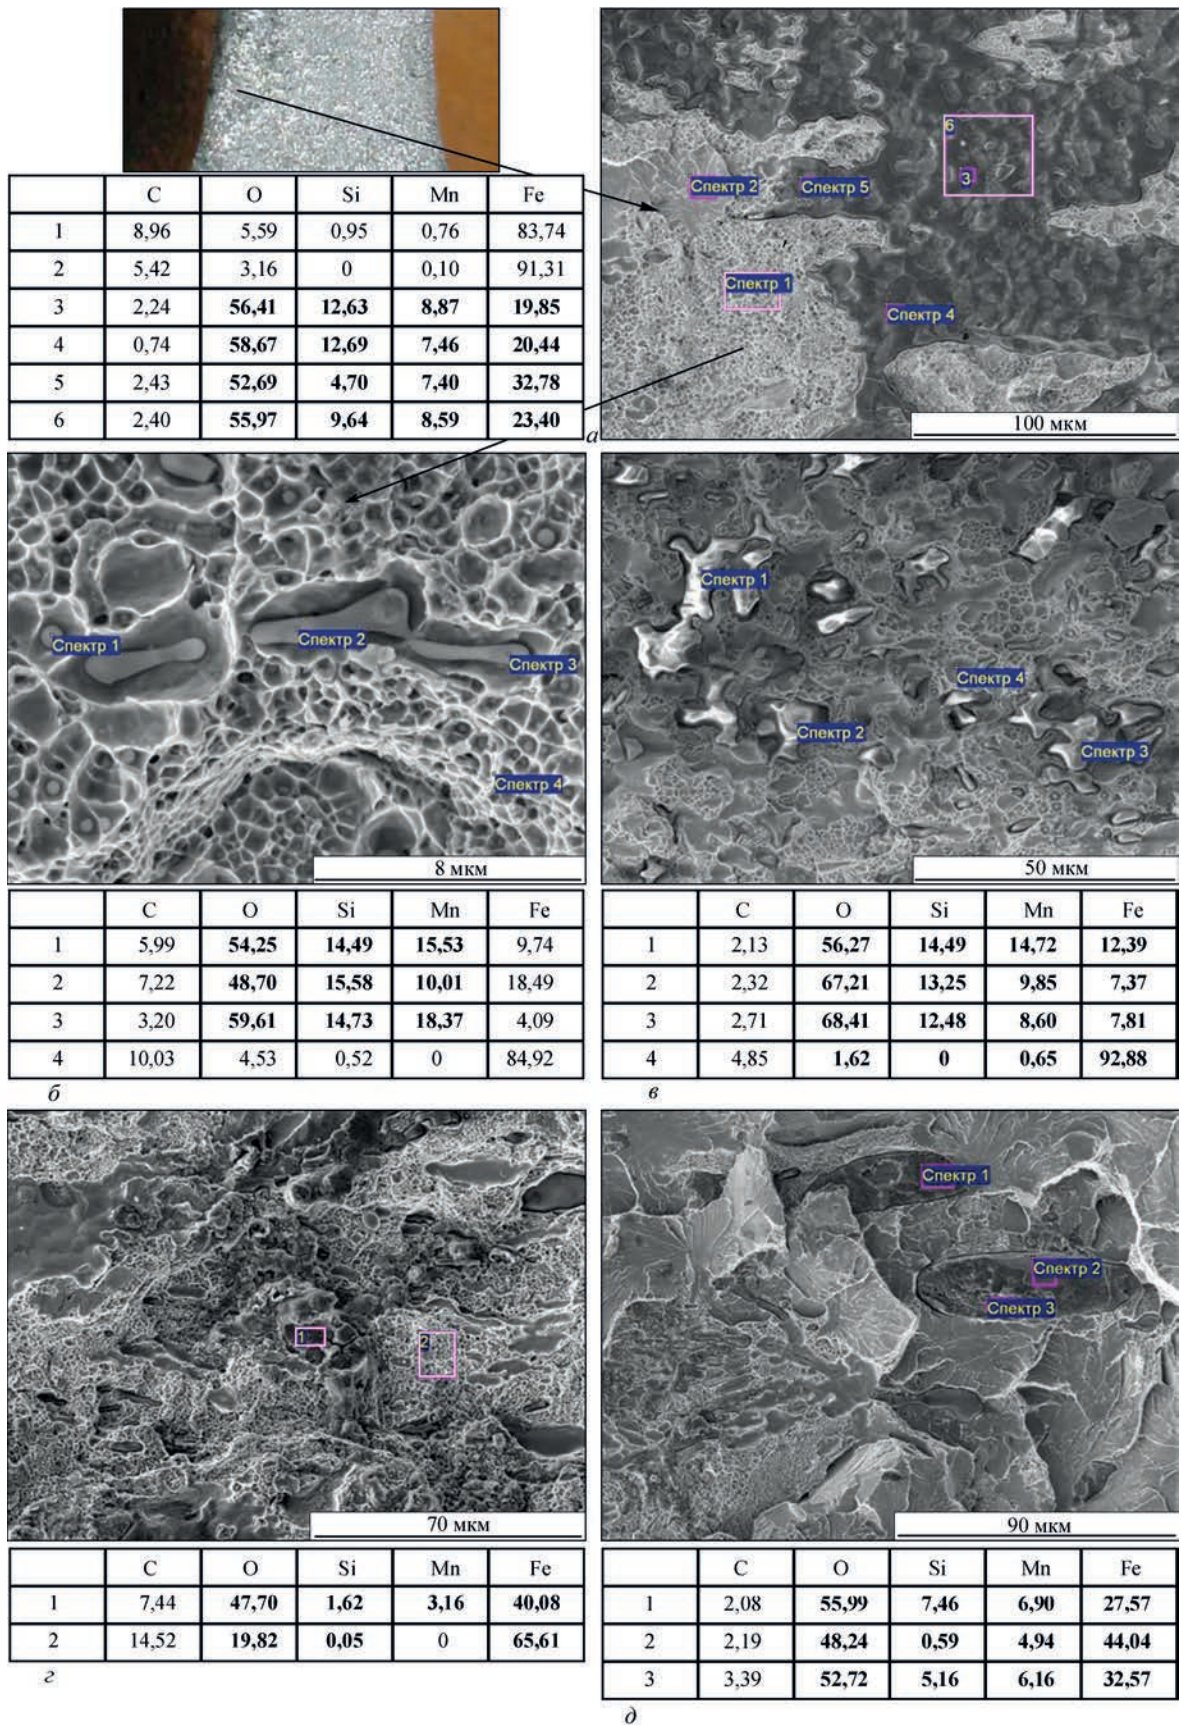 C O Si Mn Fe
1 8,96 5,59 0,95 0,76 83,74
2 5,42 3,16 0 0,10 91,31
3 2,24 56,41 12,63 8,87 19,85
4 0,74 58,67 12,69 7,46 20,44
5 2,43 52,69 4,70 7,40 32,78
6 2,40 55,97 9,64 8,59 23,40
6
3
Спектр 2
Спектр 5
Спектр 1
Спектр 4
100 мкм
а
Спектр 1
Спектр 2
Спектр 3
Спектр 4
8 мкм
C O Si Mn Fe
1 5,99 54,25 14,49 15,53 9,74
2 7,22 48,70 15,58 10,01 18,49
3 3,20 59,61 14,73 18,37 4,09
4 10,03 4,53 0,52 0 84,92
б
Спектр 1
Спектр 4
Спектр 2
Спектр 3
50 мкм
C O Si Mn Fe
1 2,13 56,27 14,49 14,72 12,39
2 2,32 67,21 13,25 9,85 7,37
3 2,71 68,41 12,48 8,60 7,81
4 4,85 1,62 0 0,65 92,88
в
1
2
70 мкм
C O Si Mn Fe
1 7,44 47,70 1,62 3,16 40,08
2 14,52 19,82 0,05 0 65,61
г
Спектр 1
Спектр 2
Спектр 3
90 мкм
C O Si Mn Fe
1 2,08 55,99 7,46 6,90 27,57
2 2,19 48,24 0,59 4,94 44,04
3 3,39 52,72 5,16 6,16 32,57
д